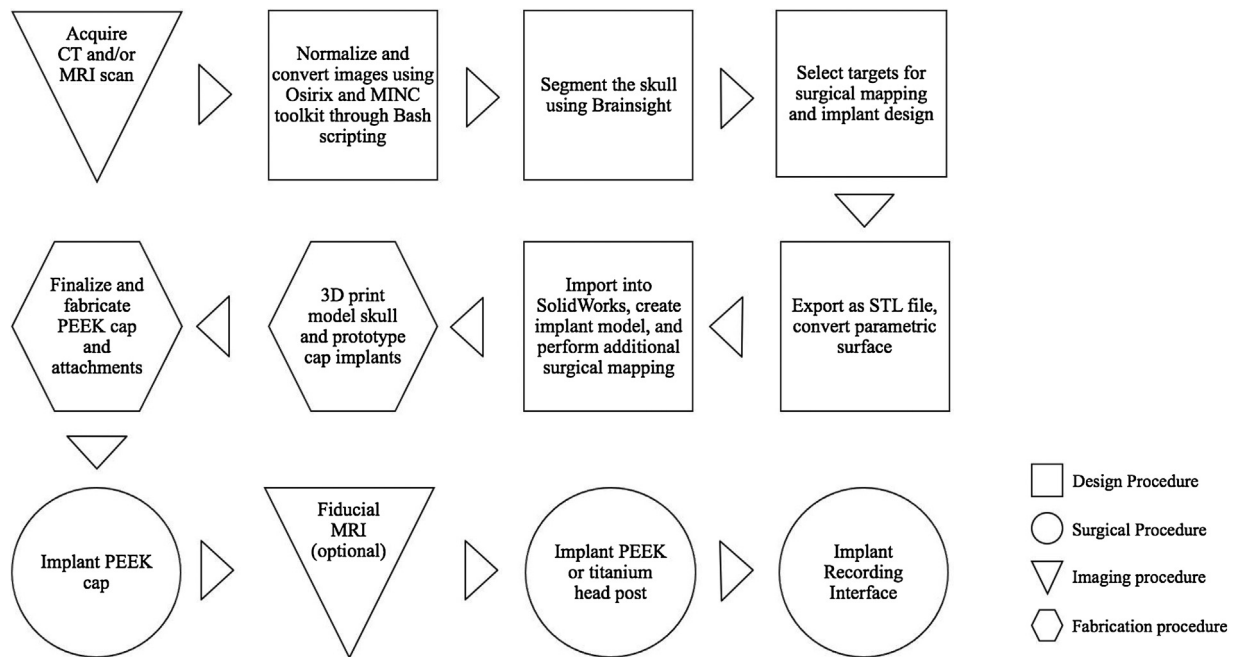 Acquire
CT and/or
MRI scan
Normalize and
convert images using
Osirix and MINC
toolkit through Bash
scripting
Segment the skull
using Brainsight
Select targets for
surgical mapping
and implant design
Export as STL file,
convert parametric
surface
Import into
SolidWorks, create
implant model, and
perform additional
surgical mapping
3D print
model skull
and prototype
cap implants
Finalize and
fabricate
PEEK cap
and
attachments
Implant PEEK
cap
Fiducial
MRI
(optional)
Implant PEEK
or titanium
head post
Implant
Recording
Interface
Design Procedure
Surgical Procedure
Imaging procedure
Fabrication procedure